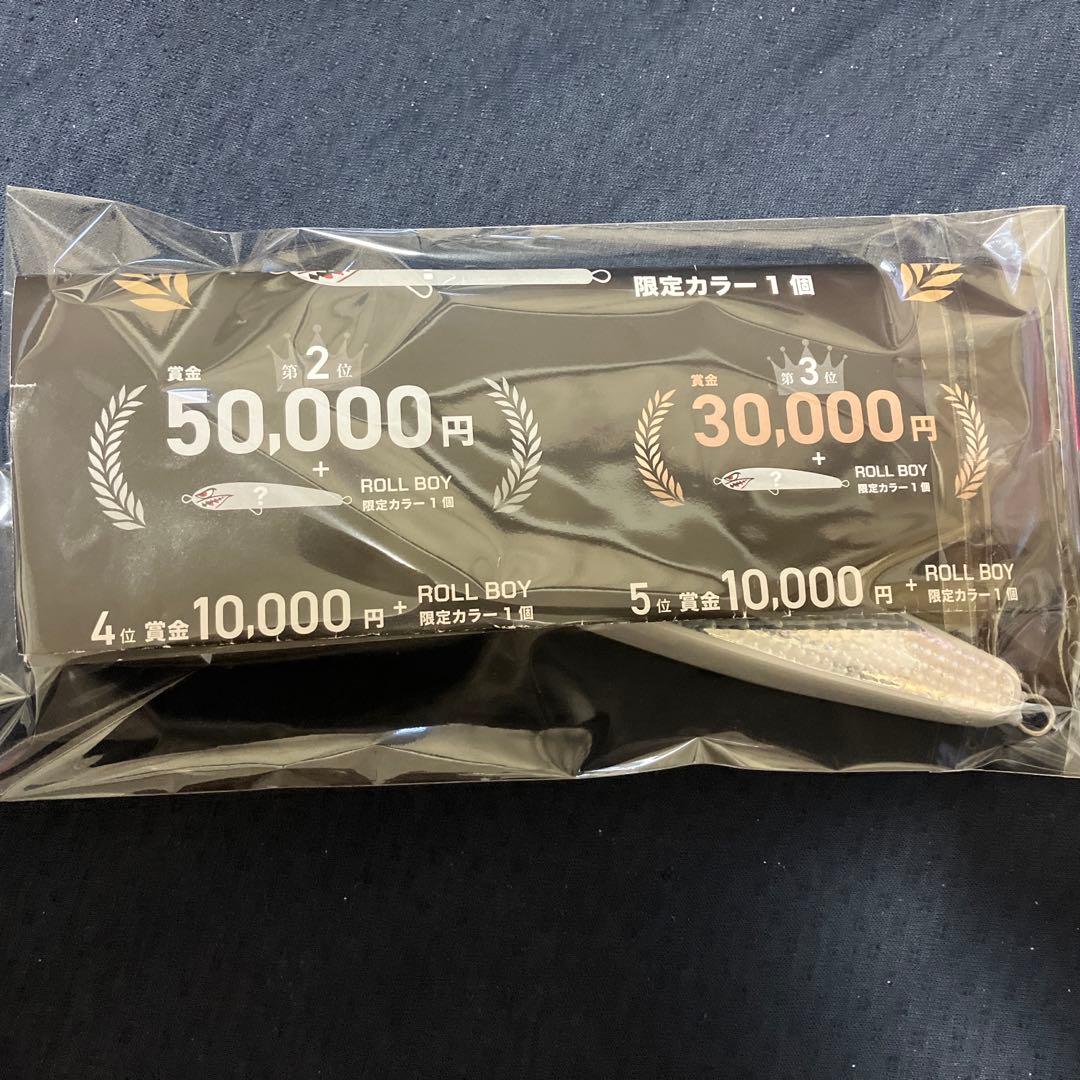 限定カラー1個
第2位
賞金
50,000円
+
?
ROLL BOY
限定カラー1個
第3位
賞金
30,000円
+
?
ROLL BOY
限定カラー1個
4位 賞金10,000円 + ROLL BOY
限定カラー1個
5位 賞金10,000円 + ROLL BOY
限定カラー1個